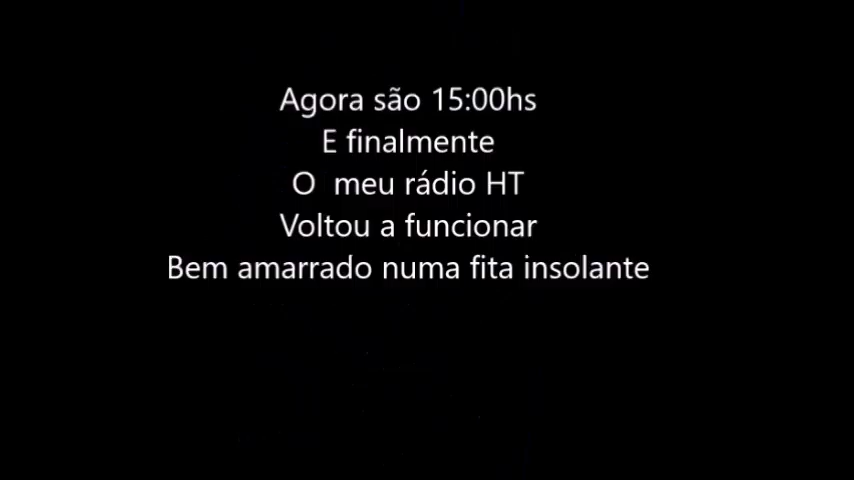 Agora são 15:00hs
E finalmente
O  meu rádio HT
Voltou a funcionar
Bem amarrado numa fita insolante